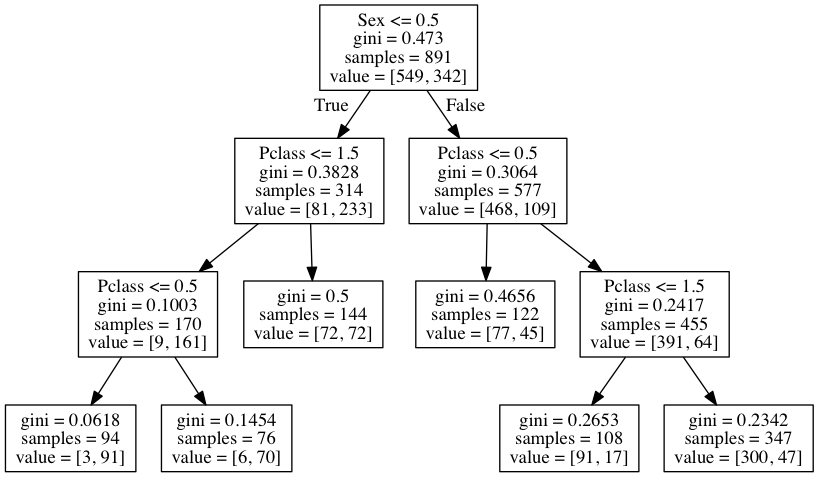 Sex <= 0.5
gini = 0.473
samples = 891
value = [549, 342]
True
False
Pclass <= 1.5
gini = 0.3828
samples = 314
value = [81, 233]
Pclass <= 0.5
gini = 0.3064
samples = 577
value = [468, 109]
Pclass <= 0.5
gini = 0.1003
samples = 170
value = [9, 161]
gini = 0.5
samples = 144
value = [72, 72]
gini = 0.4656
samples = 122
value = [77, 45]
Pclass <= 1.5
gini = 0.2417
samples = 455
value = [391, 64]
gini = 0.0618
samples = 94
value = [3, 91]
gini = 0.1454
samples = 76
value = [6, 70]
gini = 0.2653
samples = 108
value = [91, 17]
gini = 0.2342
samples = 347
value = [300, 47]